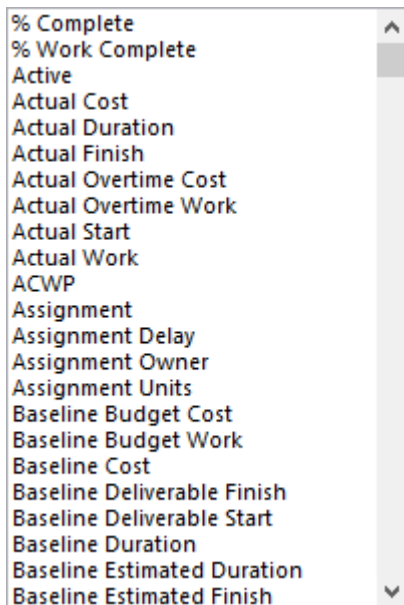 % Complete
% Work Complete
Active
Actual Cost
Actual Duration
Actual Finish
Actual Overtime Cost
Actual Overtime Work
Actual Start
Actual Work
ACWP
Assignment
Assignment Delay
Assignment Owner
Assignment Units
Baseline Budget Cost
Baseline Budget Work
Baseline Cost
Baseline Deliverable Finish
Baseline Deliverable Start
Baseline Duration
Baseline Estimated Duration
Baseline Estimated Finish